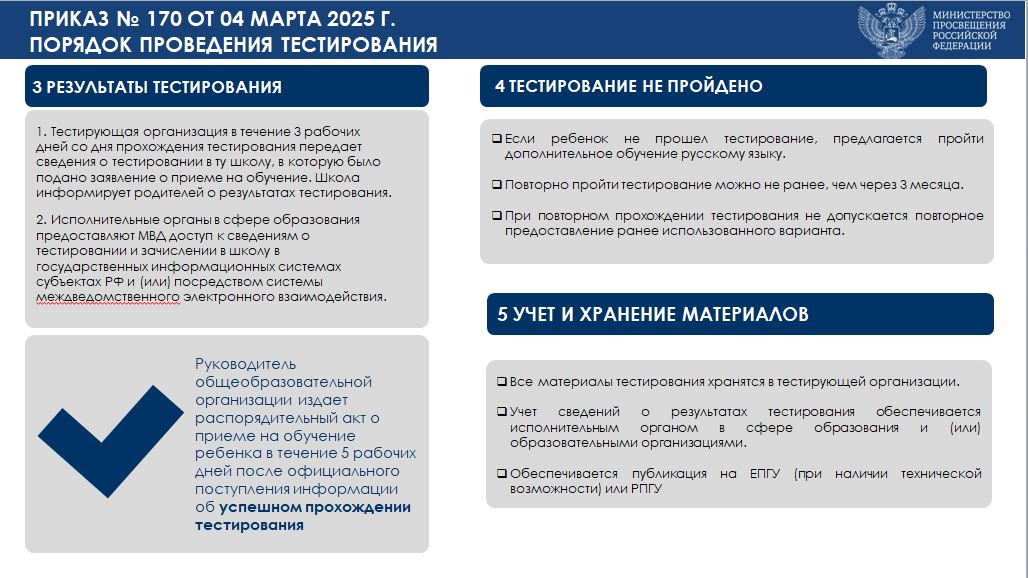 ПРИКАЗ № 170 ОТ 04 МАРТА 2025 Г.
ПОРЯДОК ПРОВЕДЕНИЯ ТЕСТИРОВАНИЯ
МИНИСТЕРСТВО
ПРОСВЕЩЕНИЯ
РОССИЙСКОЙ
ФЕДЕРАЦИИ
3 РЕЗУЛЬТАТЫ ТЕСТИРОВАНИЯ
1. Тестирующая организация в течение 3 рабочих
дней со дня прохождения тестирования передает
сведения о тестировании в ту школу, в которую было
подано заявление о приеме на обучение. Школа
информирует родителей о результатах тестирования.
2. Исполнительные органы в сфере образования
предоставляют МВД доступ к сведениям о
тестировании и зачислении в школу в
государственных информационных системах
субъектах РФ и (или) посредством системы
междведомственного электронного взаимодействия.
Руководитель
общеобразовательной
организации издает
распорядительный акт о
приеме на обучение
ребенка в течение 5 рабочих
дней после официального
поступления информации
об успешном прохождении
тестирования
4 ТЕСТИРОВАНИЕ НЕ ПРОЙДЕНО
Если ребенок не прошел тестирование, предлагается пройти
дополнительное обучение русскому языку.
Повторно пройти тестирование можно не ранее, чем через 3 месяца.
При повторном прохождении тестирования не допускается повторное
предоставление ранее использованного варианта.
5 УЧЕТ И ХРАНЕНИЕ МАТЕРИАЛОВ
Все материалы тестирования хранятся в тестирующей организации.
Учет сведений о результатах тестирования обеспечивается
исполнительным органом в сфере образования и (или)
образовательными организациями.
Обеспечивается публикация на ЕПГУ (при наличии технической
возможности) или РПГУ